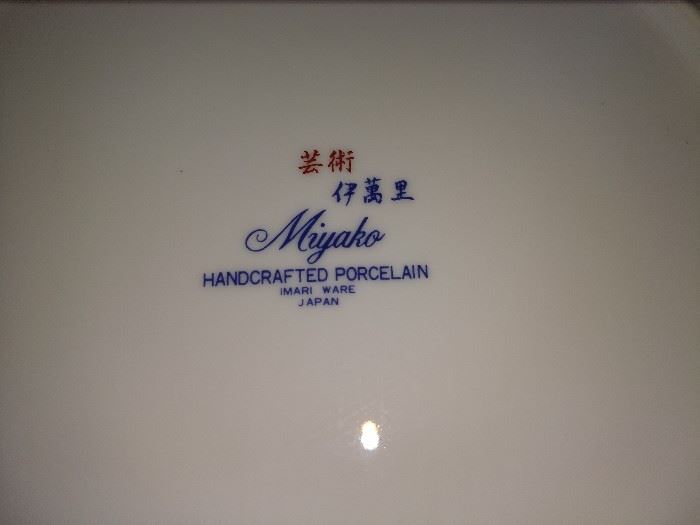 芸術
伊萬里
Miyako
HANDCRAFTED PORCELAIN
IMARI WARE
JAPAN